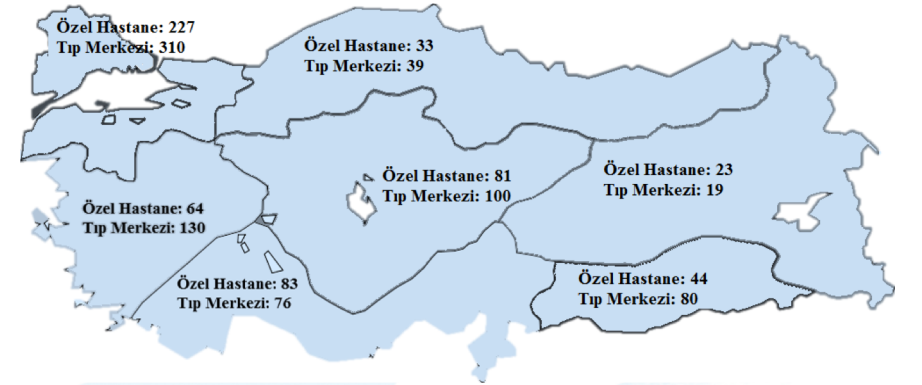 Özel Hastane: 227
Tıp Merkezi: 310
Özel Hastane: 33
Tıp Merkezi: 39
Özel Hastane: 81
Tıp Merkezi: 100
Özel Hastane: 23
Tıp Merkezi: 19
Özel Hastane: 64
Tıp Merkezi: 130
Özel Hastane: 83
Tıp Merkezi: 76
Özel Hastane: 44
Tıp Merkezi: 80